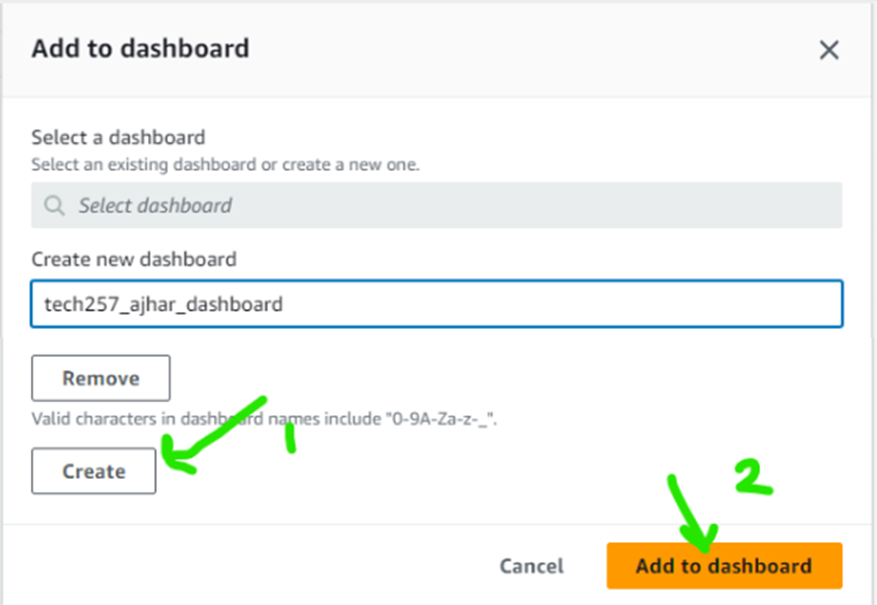 Add to dashboard
Select a dashboard
Select an existing dashboard or create a new one.
Select dashboard
Create new dashboard
tech257_ajhar_dashboard
Remove
Valid characters in dashboard names include "0-9A-Za-z-_".
1
Create
2
Cancel
Add to dashboard